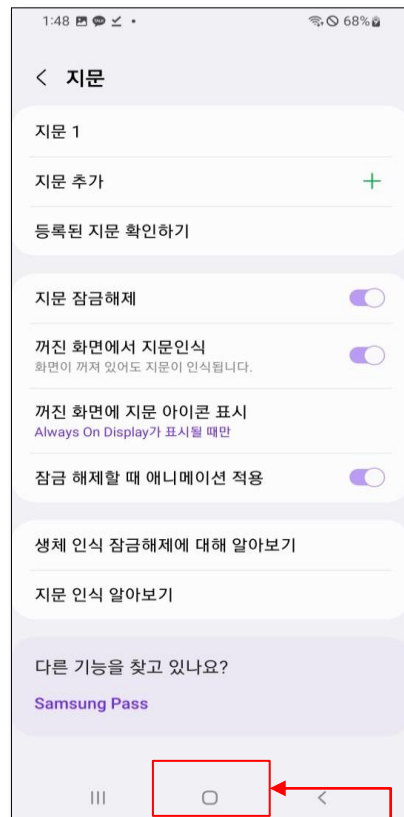 1:48
68%
지문
지문 1
지문 추가
등록된 지문 확인하기
지문 잠금해제
꺼진 화면에서 지문인식
화면이 꺼져 있어도 지문이 인식됩니다.
꺼진 화면에 지문 아이콘 표시
Always On Display가 표시될 때만
잠금 해제할 때 애니메이션 적용
생체 인식 잠금해제에 대해 알아보기
지문 인식 알아보기
다른 기능을 찾고 있나요?
Samsung Pass